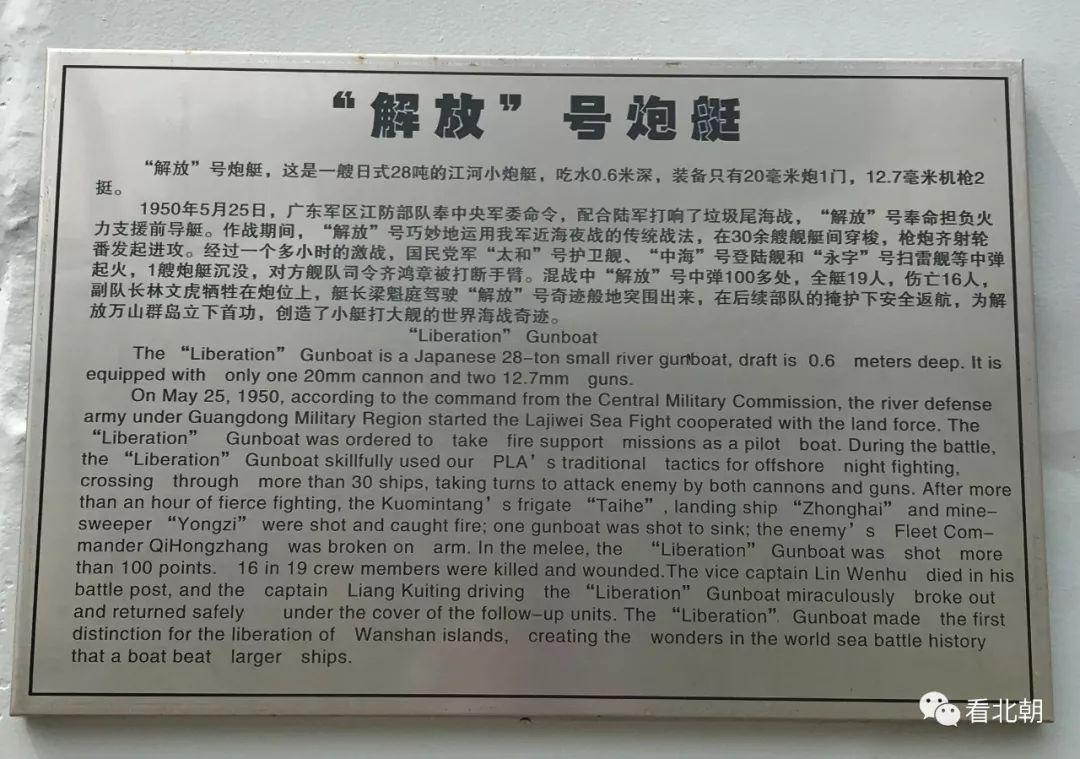 “解放”号炮艇
“解放”号炮艇，这是一艘日式28吨的江河小炮艇，吃水0.6米深，装备只有20毫米炮1门，12.7毫米机枪2
挺。
1950年5月25日，广东军区江防部队奉中央军委命令，配合陆军打响了垃圾尾海战，“解放”号奉命担负火
力支援前导艇。作战期间，“解放”号巧妙地运用我军近海夜战的传统战法，在30余艘舰艇间穿梭，枪炮齐射轮
番发起进攻。经过一个多小时的激战，国民党军“太和”号护卫舰、“中海”号登陆舰和“永字”号扫雷舰等中弹
起火，1艘炮艇沉没，对方舰队司令齐鸿章被打断手臂。混战中“解放”号中弹100多处，全艇19人，伤亡16人，
副队长林文虎牺牲在炮位上，艇长梁魁庭驾驶“解放”号奇迹般地突围出来，在后续部队的掩护下安全返航，为解
放万山群岛立下首功，创造了小艇打大舰的世界海战奇迹。
“Liberation” Gunboat
The “Liberation” Gunboat is a Japanese 28-ton small river gunboat, draft is 0.6 meters deep. It is
equipped with only one 20mm cannon and two 12.7mm guns.
On May 25, 1950, according to the command from the Central Military Commission, the river defense
army under Guangdong Military Region started the Lajiwei Sea Fight cooperated with the land force. The
“Liberation” Gunboat was ordered to take fire support missions as a pilot boat. During the battle,
the “Liberation” Gunboat skillfully used our PLA’s traditional tactics for offshore night fighting,
crossing through more than 30 ships, taking turns to attack enemy by both cannons and guns. After more
than an hour of fierce fighting, the Kuomintang’s frigate “Taihe”, landing ship “Zhonghai” and mine-
sweeper “Yongzi” were shot and caught fire; one gunboat was shot to sink; the enemy’s Fleet Com-
mander QiHongzhang was broken on arm. In the melee, the “Liberation” Gunboat was shot more
than 100 points. 16 in 19 crew members were killed and wounded.The vice captain Lin Wenhu died in his
battle post, and the captain Liang Kuiting driving the “Liberation” Gunboat miraculously broke out
and returned safely under the cover of the follow-up units. The “Liberation” Gunboat made the first
distinction for the liberation of Wanshan islands, creating the wonders in the world sea battle history
that a boat beat larger ships.
看北朝